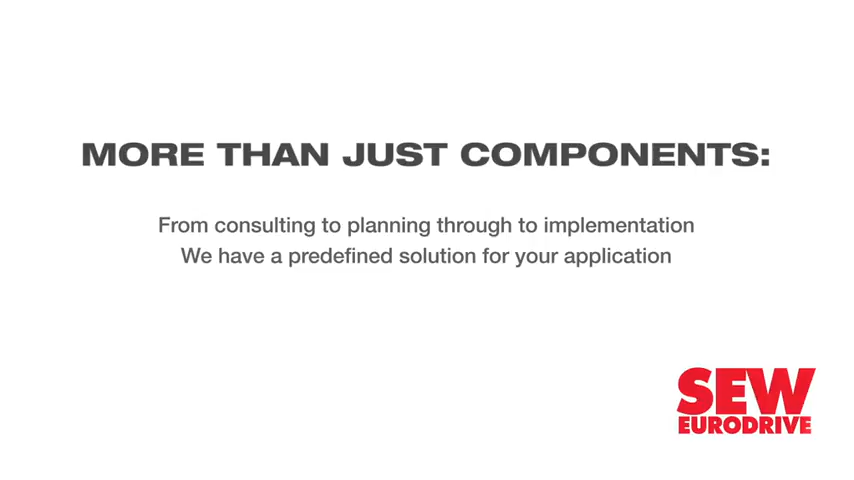 MORE THAN JUST COMPONENTS:
From consulting to planning through to implementation
We have a predefined solution for your application
SEW
EURODRIVE